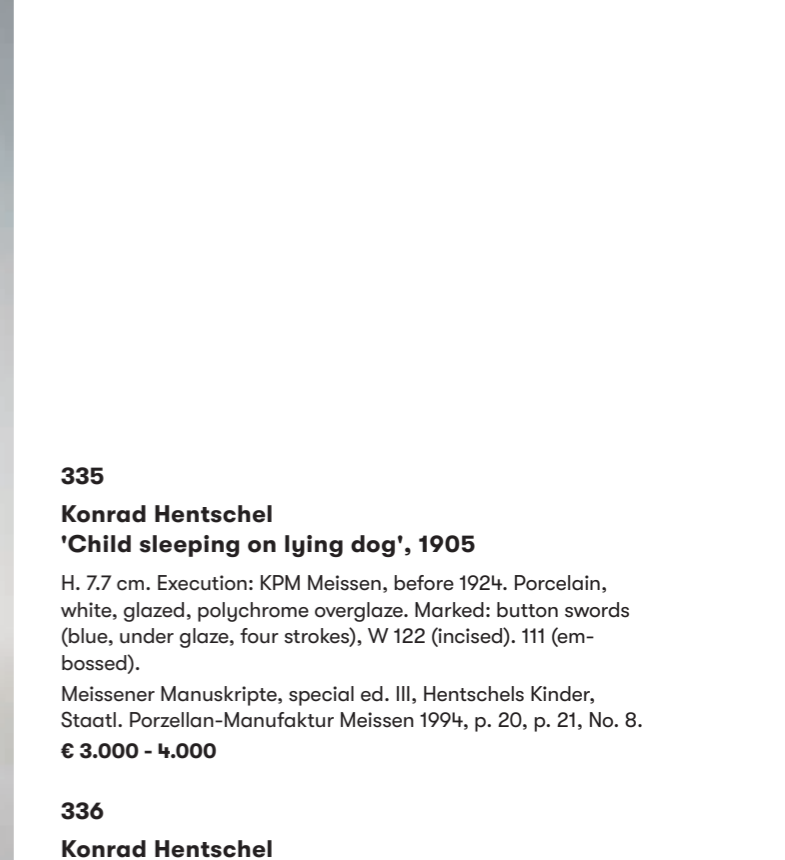 335
Konrad Hentschel
'Child sleeping on lying dog', 1905
H. 7.7 cm. Execution: KPM Meissen, before 1924. Porcelain,
white, glazed, polychrome overglaze. Marked: button swords
(blue, under glaze, four strokes), W 122 (incised). 111 (em-
bossed).
Meissener Manuskripte, special ed. III, Hentschels Kinder,
Staatl. Porzellan-Manufaktur Meissen 1994, p. 20, p. 21, No. 8.
€ 3.000 - 4.000
336
Konrad Hentschel